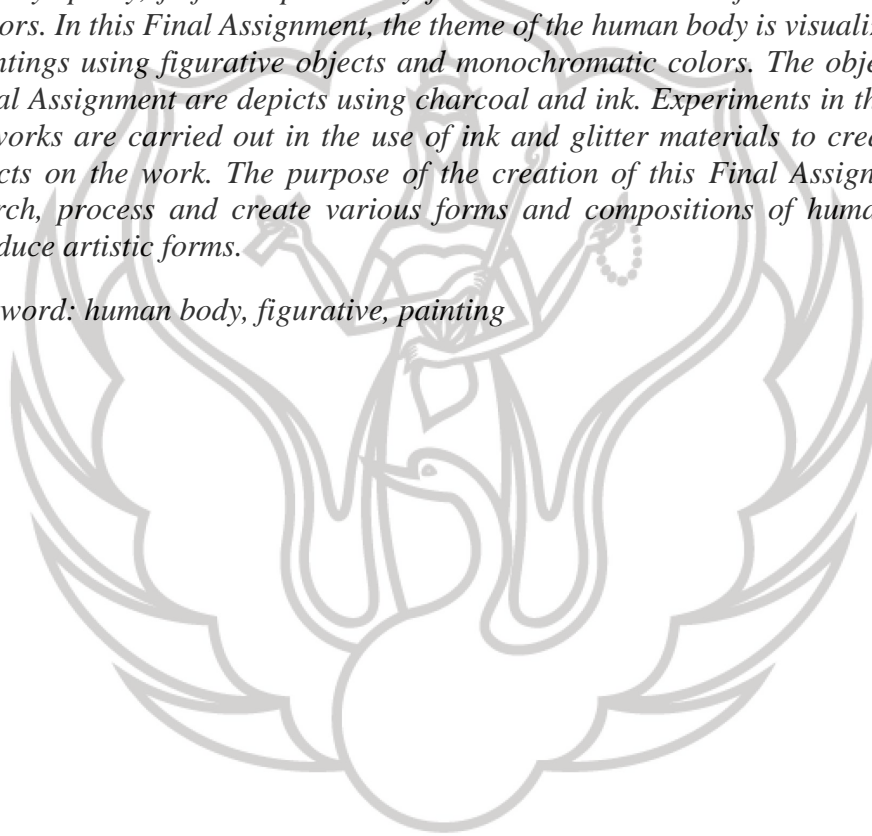 ors. In this Final Assignment, the theme of the human body is visualiz
ntings using figurative objects and monochromatic colors. The obje
al Assignment are depicts using charcoal and ink. Experiments in th
works are carried out in the use of ink and glitter materials to crea
cts on the work. The purpose of the creation of this Final Assign
rch, process and create various forms and compositions of huma
duce artistic forms.
word: human body, figurative, painting